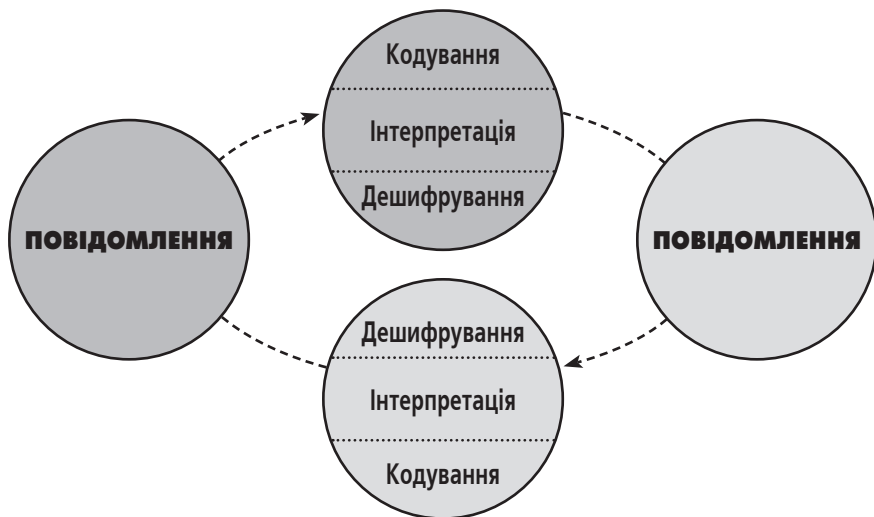 Кодування
Інтерпретація
Дешифрування
ПОВІДОМЛЕННЯ
ПОВІДОМЛЕННЯ
Дешифрування
Інтерпретація
Кодування